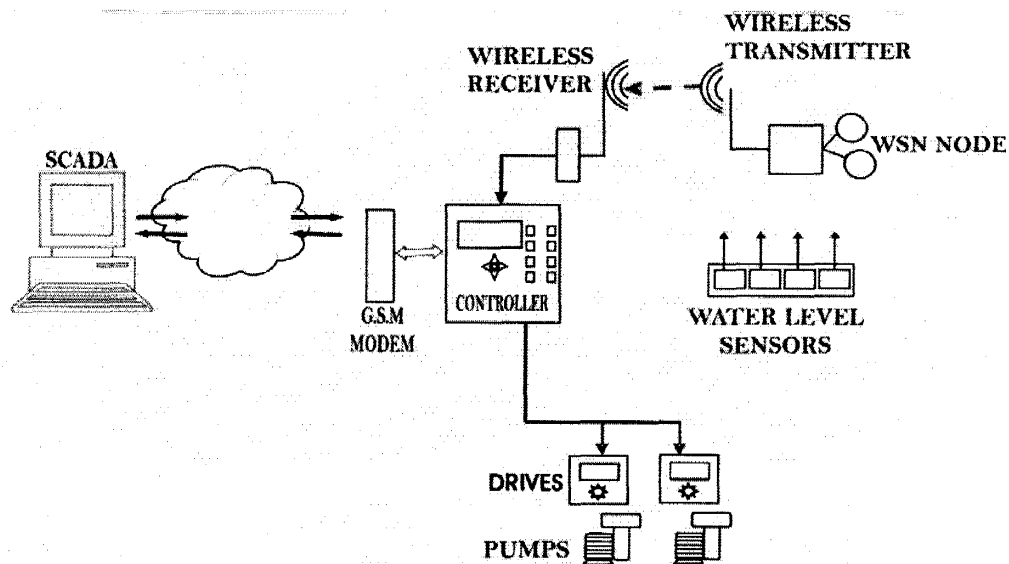 WIRELESS
TRANSMITTER
WIRELESS
RECEIVER
WSN NODE
SCADA
CONTROLLER
G.S.M
MODEM
WATER LEVEL
SENSORS
DRIVES
PUMPS